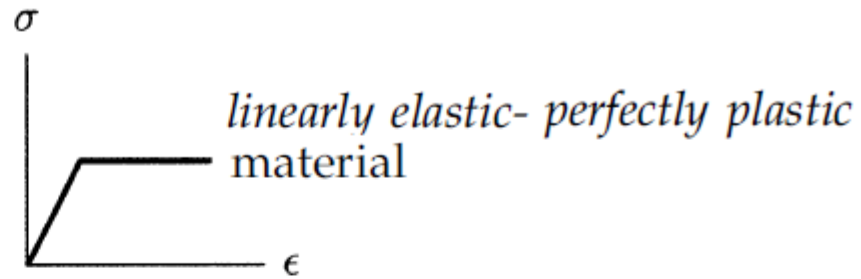 σ
linearly elastic- perfectly plastic
material
ϵ